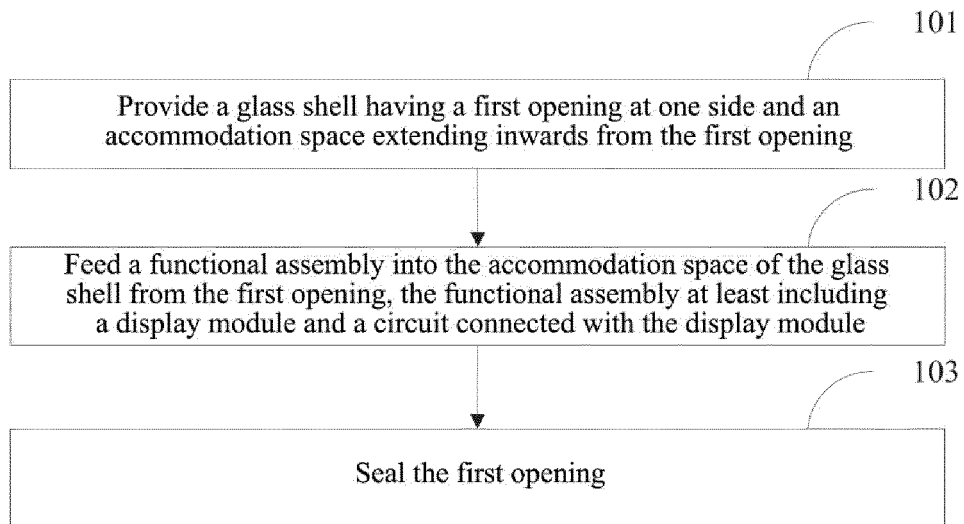 101
Provide a glass shell having a first opening at one side and an
accommodation space extending inwards from the first opening
102
Feed a functional assembly into the accommodation space of the glass
shell from the first opening, the functional assembly at least including
a display module and a circuit connected with the display module
103
Seal the first opening